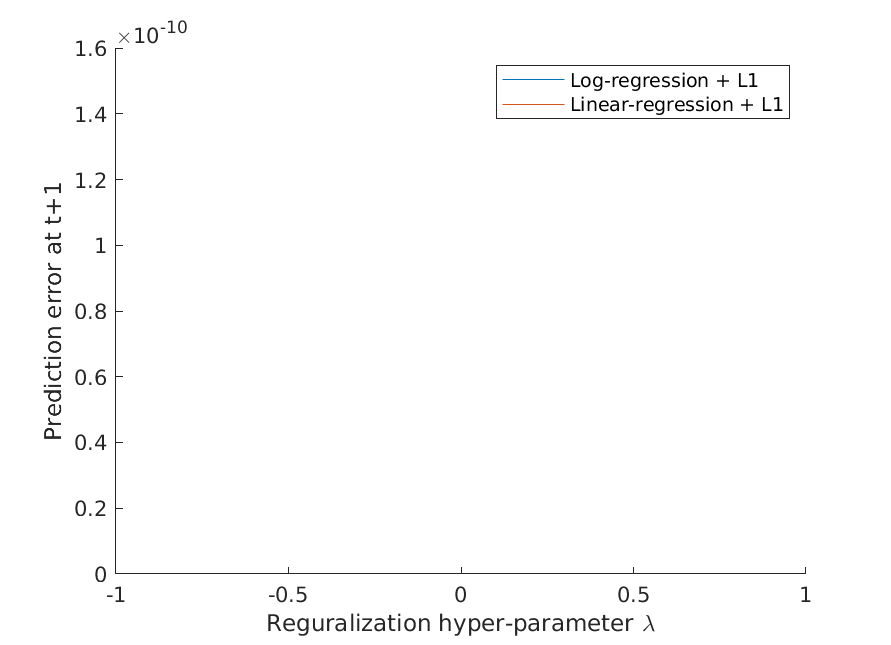 ×10-10
1.6
1.4
1.2
1
0.8
0.6
0.4
0.2
0
Prediction error at t+1
Log-regression + L1
Linear-regression + L1
-1 -0.5 0 0.5 1
Reguralization hyper-parameter λ